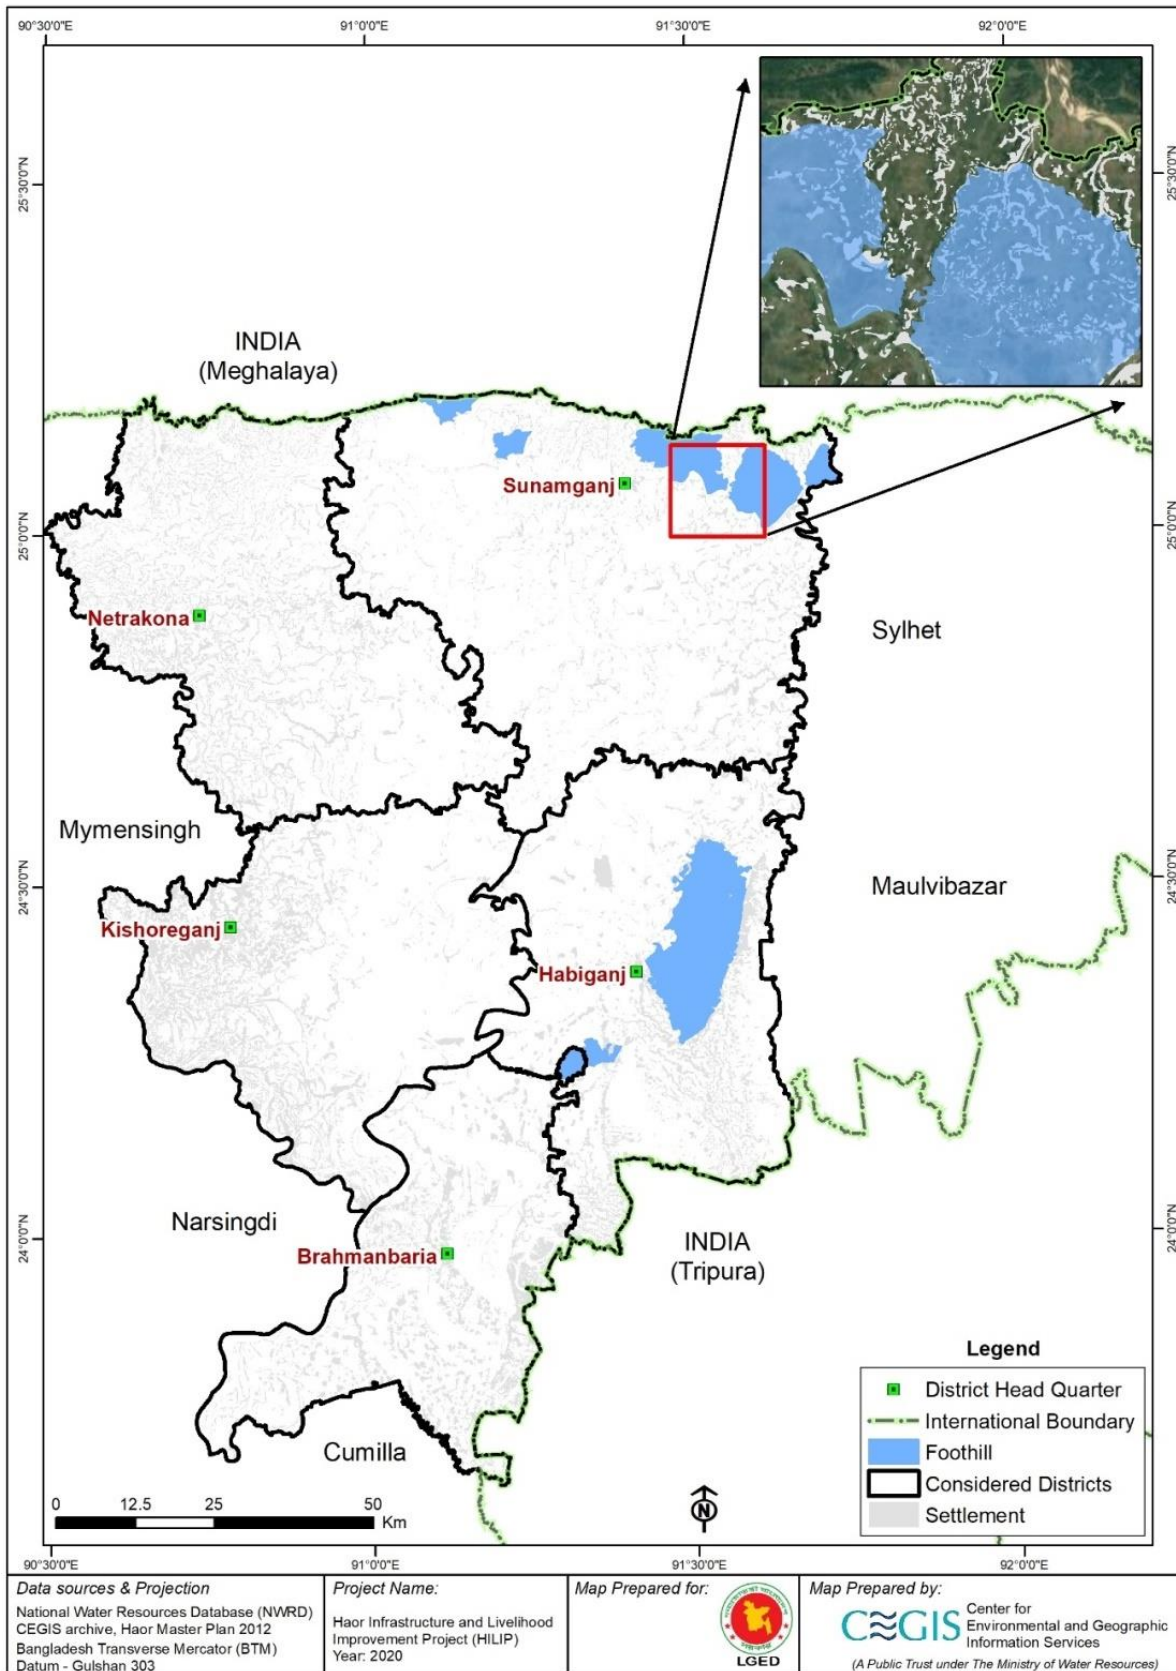 90°30'0"E
91°0'0"E
91°30'0"E
92°0'0"E
25°30'0"N
25°30'0"N
INDIA
(Meghalaya)
Sunamganj
25°0'0"N
25°0'0"N
Netrakona
Sylhet
Mymensingh
24°30'0"N
24°30'0"N
Maulvibazar
Kishoreganj
Habiganj
Narsingdi
24°0'0"N
24°0'0"N
INDIA
(Tripura)
Brahmanbaria
Cumilla
Legend
District Head Quarter
International Boundary
Foothill
Considered Districts
Settlement
0 12.5 25 50
Km
N
90°30'0"E
91°0'0"E
91°30'0"E
92°0'0"E
Data sources & Projection
National Water Resources Database (NWRD)
CEGIS archive, Haor Master Plan 2012
Bangladesh Transverse Mercator (BTM)
Datum - Gulshan 303
Project Name:
Haor Infrastructure and Livelihood
Improvement Project (HILIP)
Year: 2020
Map Prepared for:
LGED
Map Prepared by:
CEGIS
Center for
Environmental and Geographic
Information Services
(A Public Trust under The Ministry of Water Resources)